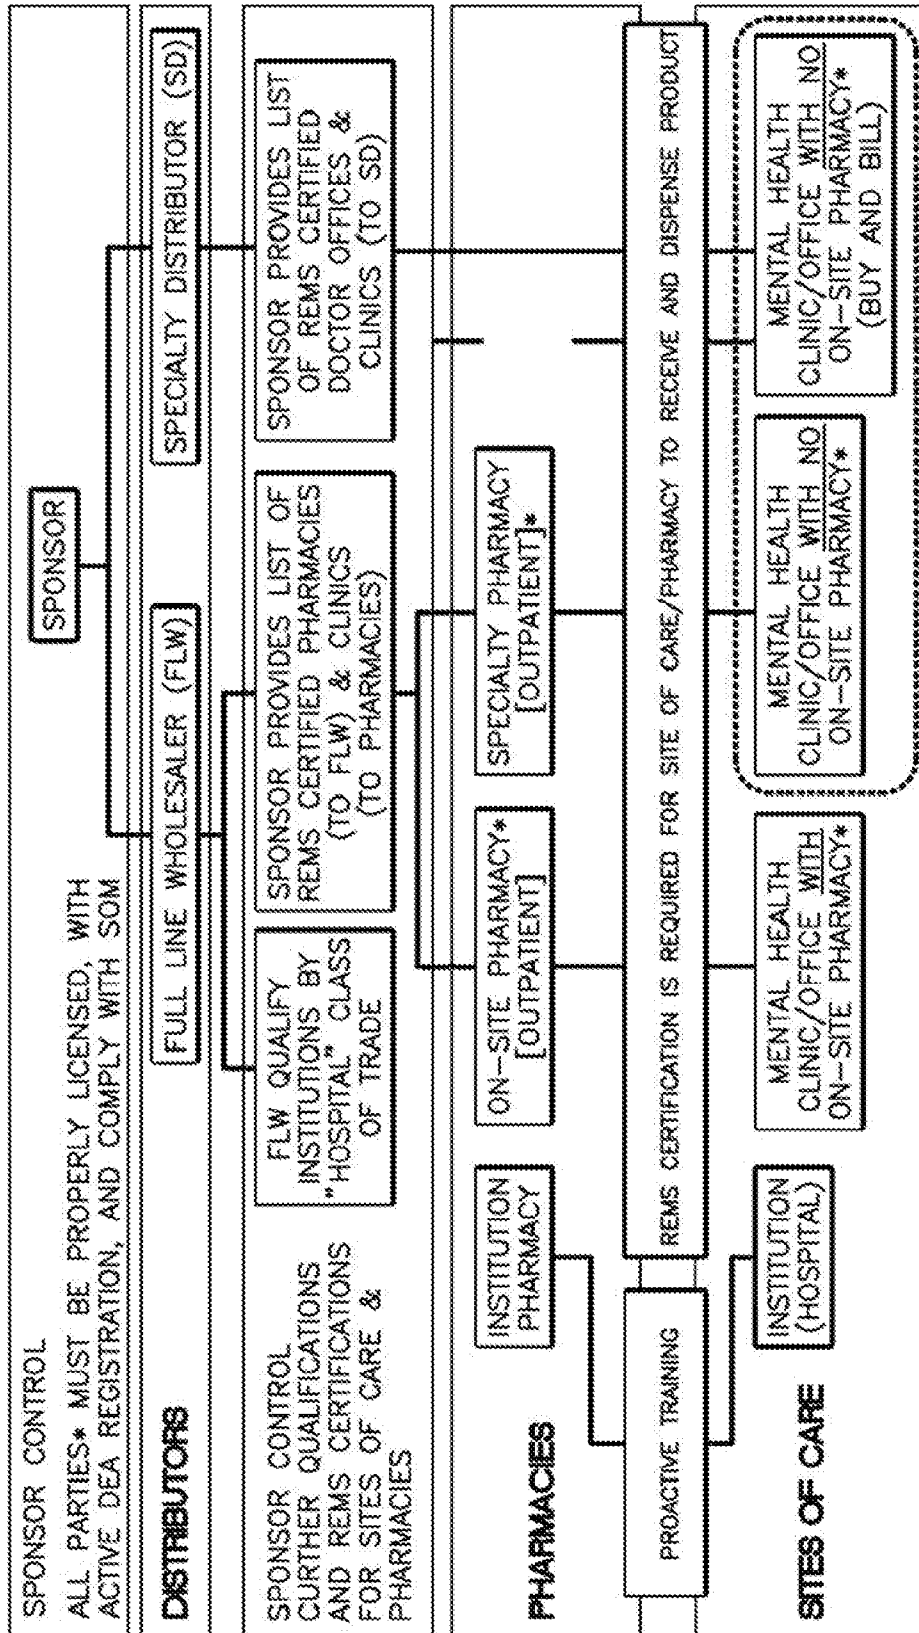 SPONSOR CONTROL
ALL PARTIES* MUST BE PROPERLY LICENSED, WITH
ACTIVE DEA REGISTRATION, AND COMPLY WITH SOM
SPONSOR
DISTRIBUTORS
FULL LINE WHOLESALER (FLW)
SPECIALTY DISTRIBUTOR (SD)
SPONSOR CONTROL
CURTHER QUALIFICATIONS
AND REMS CERTIFICATIONS
FOR SITES OF CARE &
PHARMACIES
FLW QUALIFY
INSTITUTIONS BY
"HOSPITAL" CLASS
OF TRADE
SPONSOR PROVIDES LIST OF
REMS CERTIFIED PHARMACIES
(TO FLW) & CLINICS
(TO PHARMACIES)
SPONSOR PROVIDES LIST
OF REMS CERTIFIED
DOCTOR OFFICES &
CLINICS (TO SD)
PHARMACIES
INSTITUTION
PHARMACY
ON-SITE PHARMACY*
[OUTPATIENT]
SPECIALTY PHARMACY
[OUTPATIENT]*
PROACTIVE TRAINING
REMS CERTIFICATION IS REQUIRED FOR SITE OF CARE/PHARMACY TO RECEIVE AND DISPENSE PRODUCT
SITES OF CARE
INSTITUTION
(HOSPITAL)
MENTAL HEALTH
CLINIC/OFFICE WITH
ON-SITE PHARMACY*
MENTAL HEALTH
CLINIC/OFFICE WITH NO
ON-SITE PHARMACY*
MENTAL HEALTH
CLINIC/OFFICE WITH NO
ON-SITE PHARMACY*
(BUY AND BILL)